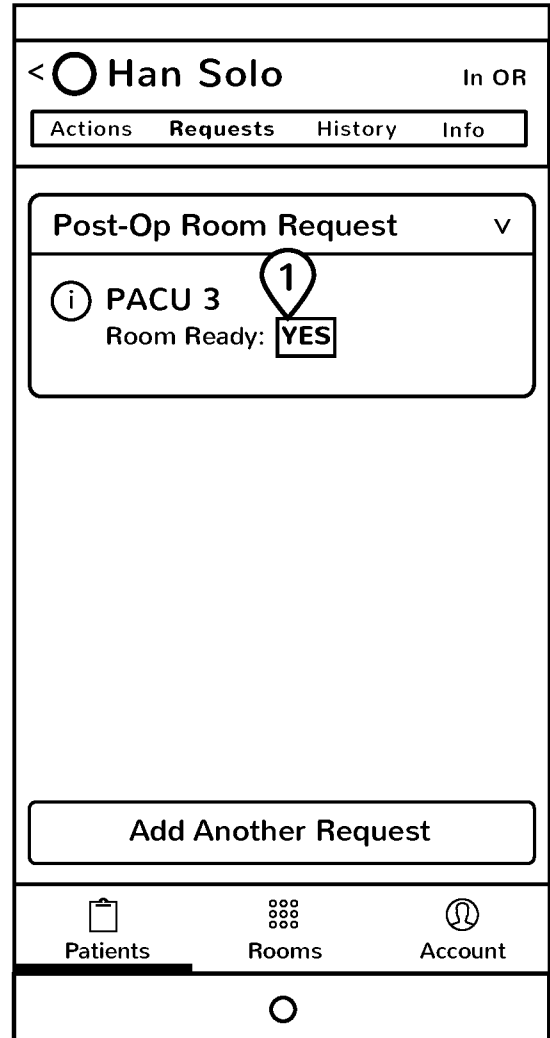 < Han Solo In OR
Actions Requests History Info
Post-Op Room Request v
1
i PACU 3
Room Ready: YES
Add Another Request
Patients Rooms Account